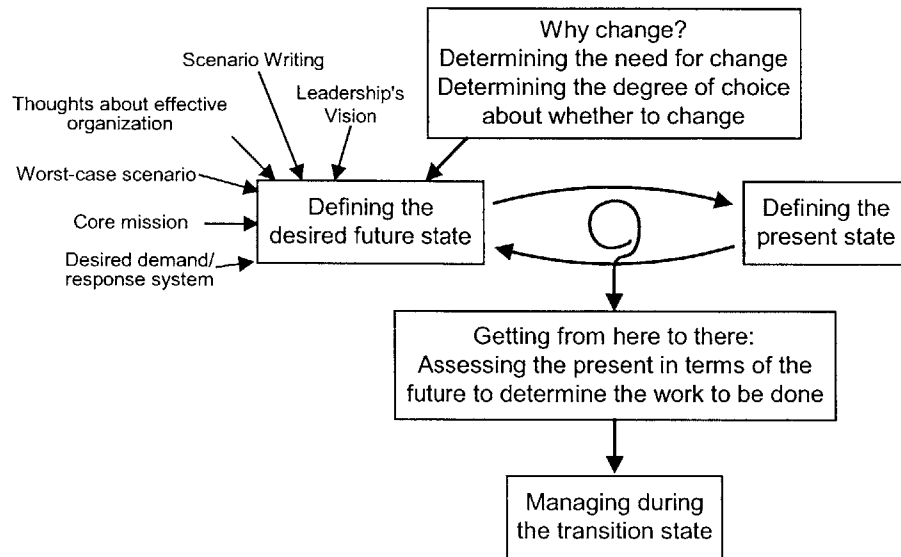 Why change?
Determining the need for change
Determining the degree of choice
about whether to change
Scenario Writing
Leadership's
Vision
Thoughts about effective
organization
Worst-case scenario
Core mission
Desired demand/
response system
Defining the
desired future state
Defining the
present state
Getting from here to there:
Assessing the present in terms of the
future to determine the work to be done
Managing during
the transition state